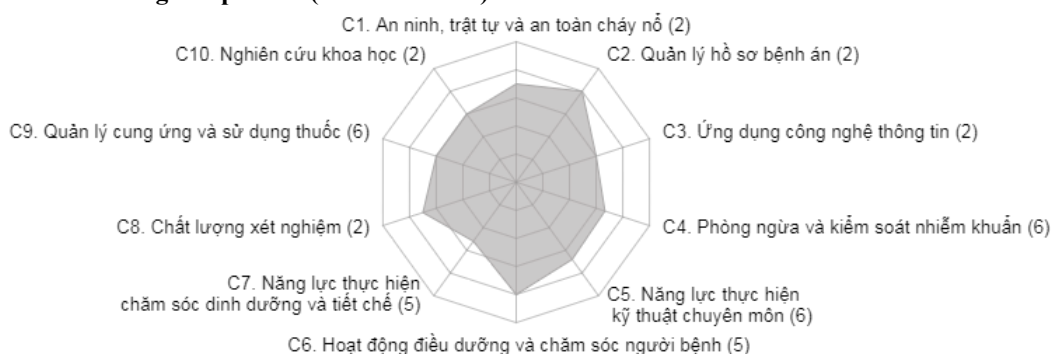 C1. An ninh, trật tự và an toàn cháy nổ (2)
C2. Quản lý hồ sơ bệnh án (2)
C3. Ứng dụng công nghệ thông tin (2)
C4. Phòng ngừa và kiểm soát nhiễm khuẩn (6)
C5. Năng lực thực hiện
kỹ thuật chuyên môn (6)
C6. Hoạt động điều dưỡng và chăm sóc người bệnh (5)
C7. Năng lực thực hiện
chăm sóc dinh dưỡng và tiết chế (5)
C8. Chất lượng xét nghiệm (2)
C9. Quản lý cung ứng và sử dụng thuốc (6)
C10. Nghiên cứu khoa học (2)